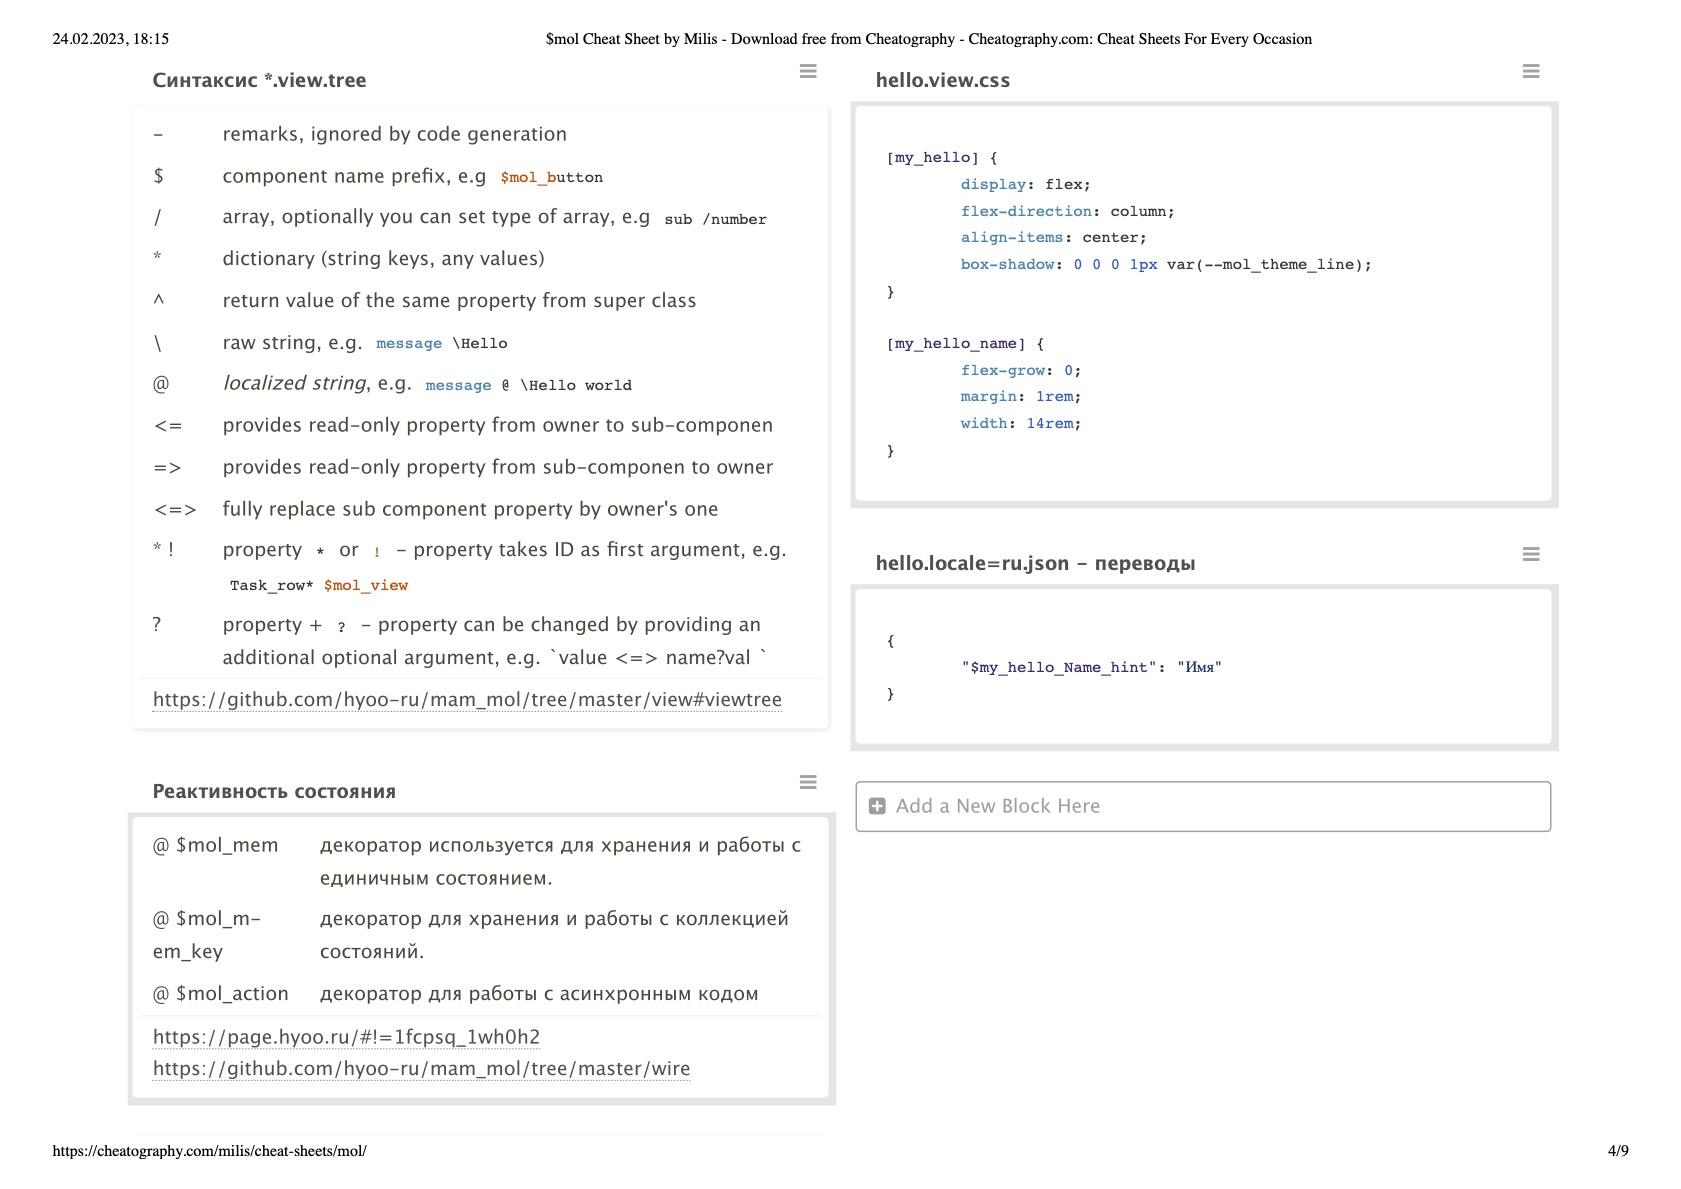 24.02.2023, 18:15
$mol Cheat Sheet by Milis - Download free from Cheatography - Cheatography.com: Cheat Sheets For Every Occasion
Синтаксис *.view.tree
- remarks, ignored by code generation
$ component name prefix, e.g $mol_button
/ array, optionally you can set type of array, e.g sub /number
* dictionary (string keys, any values)
^ return value of the same property from super class
\ raw string, e.g. message \Hello
@ localized string, e.g. message @ \Hello world
<= provides read-only property from owner to sub-componen
=> provides read-only property from sub-componen to owner
<=> fully replace sub component property by owner's one
* ! property * or ! - property takes ID as first argument, e.g.
Task_row* $mol_view
? property + ? - property can be changed by providing an
additional optional argument, e.g. `value <=> name?val `
https://github.com/hyoo-ru/mam_mol/tree/master/view#viewtree
Реактивность состояния
@ $mol_mem декоратор используется для хранения и работы с
единичным состоянием.
@ $mol_m- декоратор для хранения и работы с коллекцией
em_key состояний.
@ $mol_action декоратор для работы с асинхронным кодом
https://page.hyoo.ru/#!=1fcpsq_1wh0h2
https://github.com/hyoo-ru/mam_mol/tree/master/wire
hello.view.css
[my_hello] {
display: flex;
flex-direction: column;
align-items: center;
box-shadow: 0 0 0 1px var(--mol_theme_line);
}
[my_hello_name] {
flex-grow: 0;
margin: 1rem;
width: 14rem;
}
hello.locale=ru.json - переводы
{
"$my_hello_Name_hint": "Имя"
}
Add a New Block Here
https://cheatography.com/milis/cheat-sheets/mol/
4/9